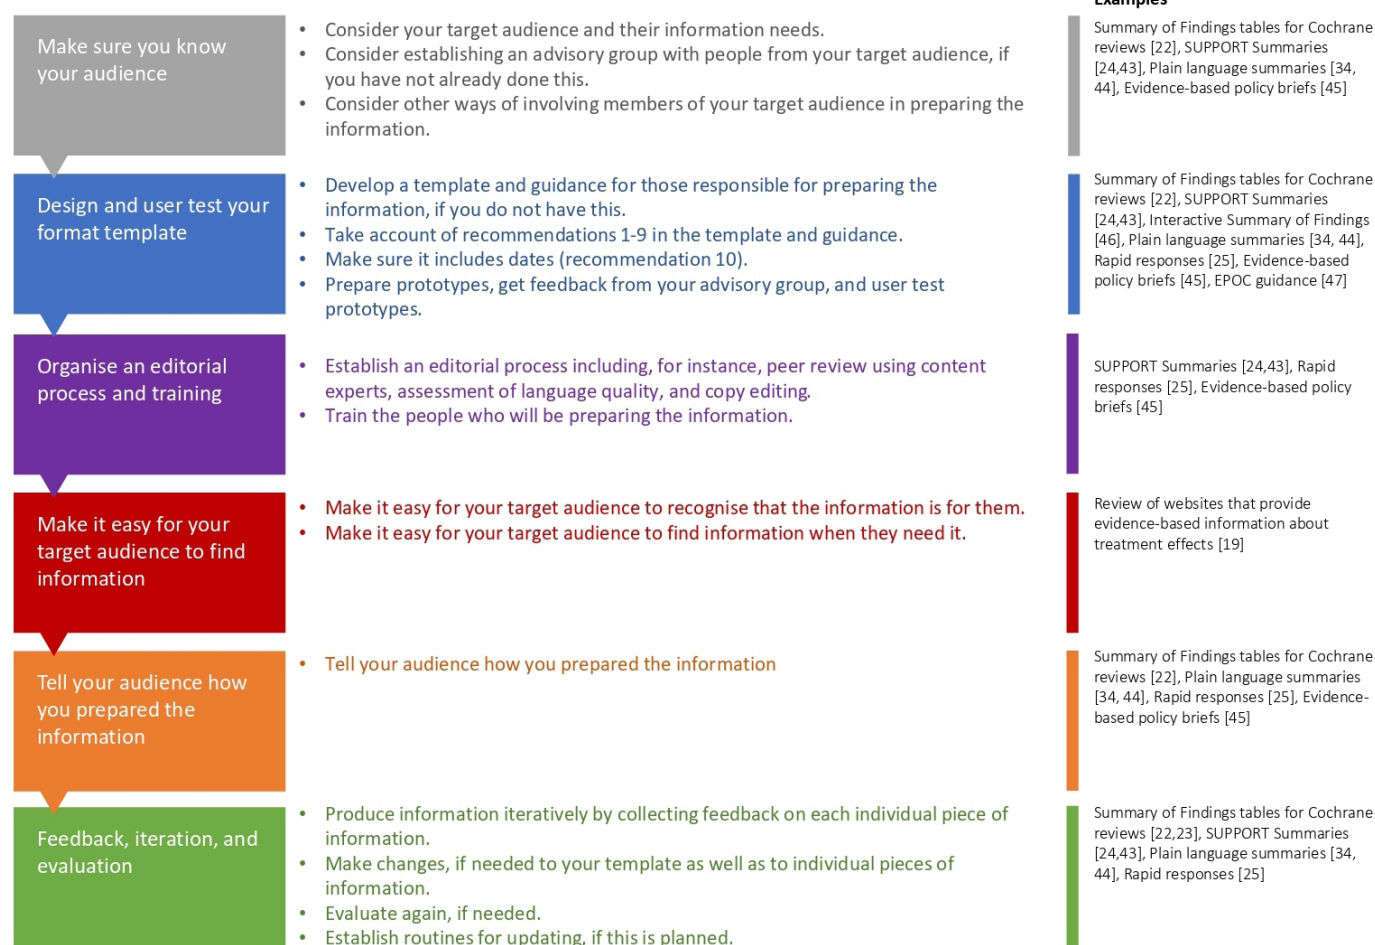 Examples
Make sure you know
your audience
• Consider your target audience and their information needs.
• Consider establishing an advisory group with people from your target audience, if
you have not already done this.
• Consider other ways of involving members of your target audience in preparing the
information.
Summary of Findings tables for Cochrane
reviews [22], SUPPORT Summaries
[24,43], Plain language summaries [34,
44], Evidence-based policy briefs [45]
Design and user test your
format template
• Develop a template and guidance for those responsible for preparing the
information, if you do not have this.
• Take account of recommendations 1-9 in the template and guidance.
• Make sure it includes dates (recommendation 10).
• Prepare prototypes, get feedback from your advisory group, and user test
prototypes.
Summary of Findings tables for Cochrane
reviews [22], SUPPORT Summaries
[24,43], Interactive Summary of Findings
[46], Plain language summaries [34, 44],
Rapid responses [25], Evidence-based
policy briefs [45], EPOC guidance [47]
Organise an editorial
process and training
• Establish an editorial process including, for instance, peer review using content
experts, assessment of language quality, and copy editing.
• Train the people who will be preparing the information.
SUPPORT Summaries [24,43], Rapid
responses [25], Evidence-based policy
briefs [45]
Make it easy for your
target audience to find
information
• Make it easy for your target audience to recognise that the information is for them.
• Make it easy for your target audience to find information when they need it.
Review of websites that provide
evidence-based information about
treatment effects [19]
Tell your audience how
you prepared the
information
• Tell your audience how you prepared the information
Summary of Findings tables for Cochrane
reviews [22], Plain language summaries
[34, 44], Rapid responses [25], Evidence-
based policy briefs [45]
Feedback, iteration, and
evaluation
• Produce information iteratively by collecting feedback on each individual piece of
information.
• Make changes, if needed to your template as well as to individual pieces of
information.
• Evaluate again, if needed.
• Establish routines for updating, if this is planned.
Summary of Findings tables for Cochrane
reviews [22,23], SUPPORT Summaries
[24,43], Plain language summaries [34,
44], Rapid responses [25]